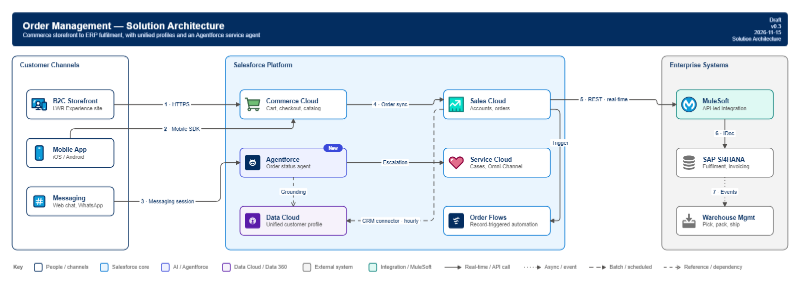 Order Management — Solution Architecture
Commerce storefront to ERP fulfilment, with unified profiles and an Agentforce service agent
Draft
v0.3
2026-11-15
Solution Architecture
Customer Channels
Salesforce Platform
Enterprise Systems
B2C Storefront
LWR Experience site
1 · HTTPS
Commerce Cloud
Cart, checkout, catalog
4 · Order sync
Sales Cloud
Accounts, orders
5 · REST · real time
MuleSoft
API-led integration
2 · Mobile SDK
6 · IDoc
Mobile App
iOS / Android
Trigger
New
Agentforce
Order status agent
Escalation
Service Cloud
Cases, Omni-Channel
SAP S/4HANA
Fulfilment, invoicing
Grounding
7 · Events
Messaging
Web chat, WhatsApp
3 · Messaging session
Data Cloud
Unified customer profile
CRM connector · hourly
Order Flows
Record-triggered automation
Warehouse Mgmt
Pick, pack, ship
Key
People / channels
Salesforce core
AI / Agentforce
Data Cloud / Data 360
External system
Integration / MuleSoft
Real-time / API call
Async / event
Batch / scheduled
Reference / dependency